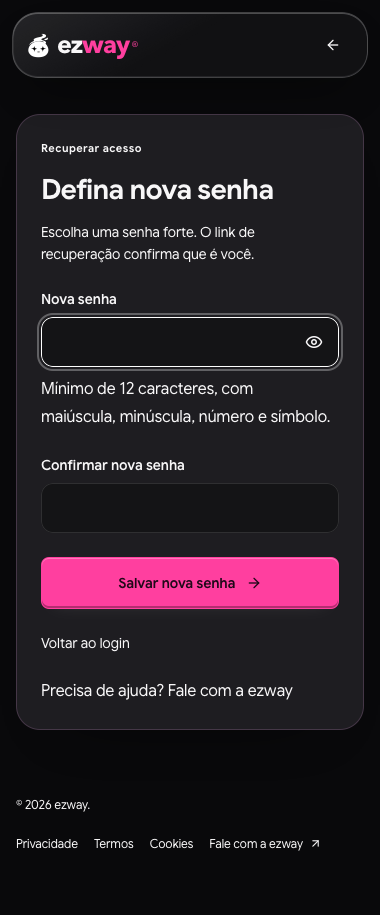 ezway®
Recuperar acesso
Defina nova senha
Escolha uma senha forte. O link de
recuperação confirma que é você.
Nova senha
Mínimo de 12 caracteres, com
maiúscula, minúscula, número e símbolo.
Confirmar nova senha
Salvar nova senha
Voltar ao login
Precisa de ajuda? Fale com a ezway
© 2026 ezway.
Privacidade Termos Cookies Fale com a ezway